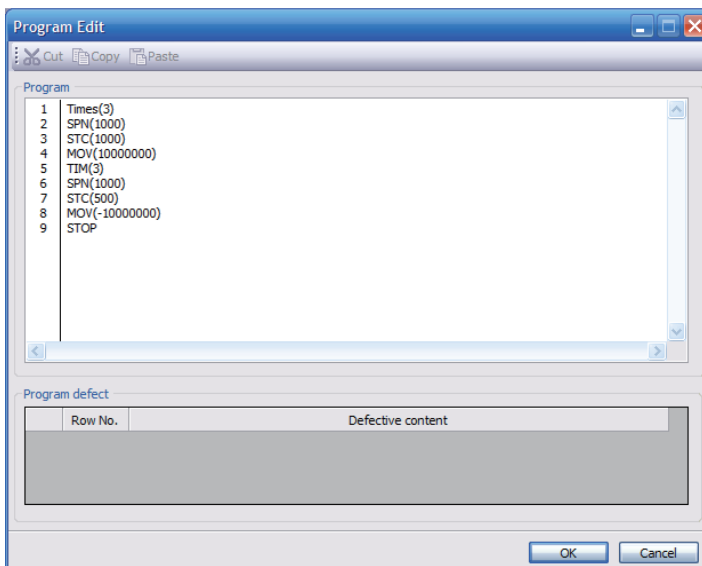 Program Edit
Cut Copy Paste
Program
1 Times(3)
2 SPN(1000)
3 STC(1000)
4 MOV(10000000)
5 TIM(3)
6 SPN(1000)
7 STC(500)
8 MOV(-10000000)
9 STOP
Program defect
Row No. Defective content
OK Cancel